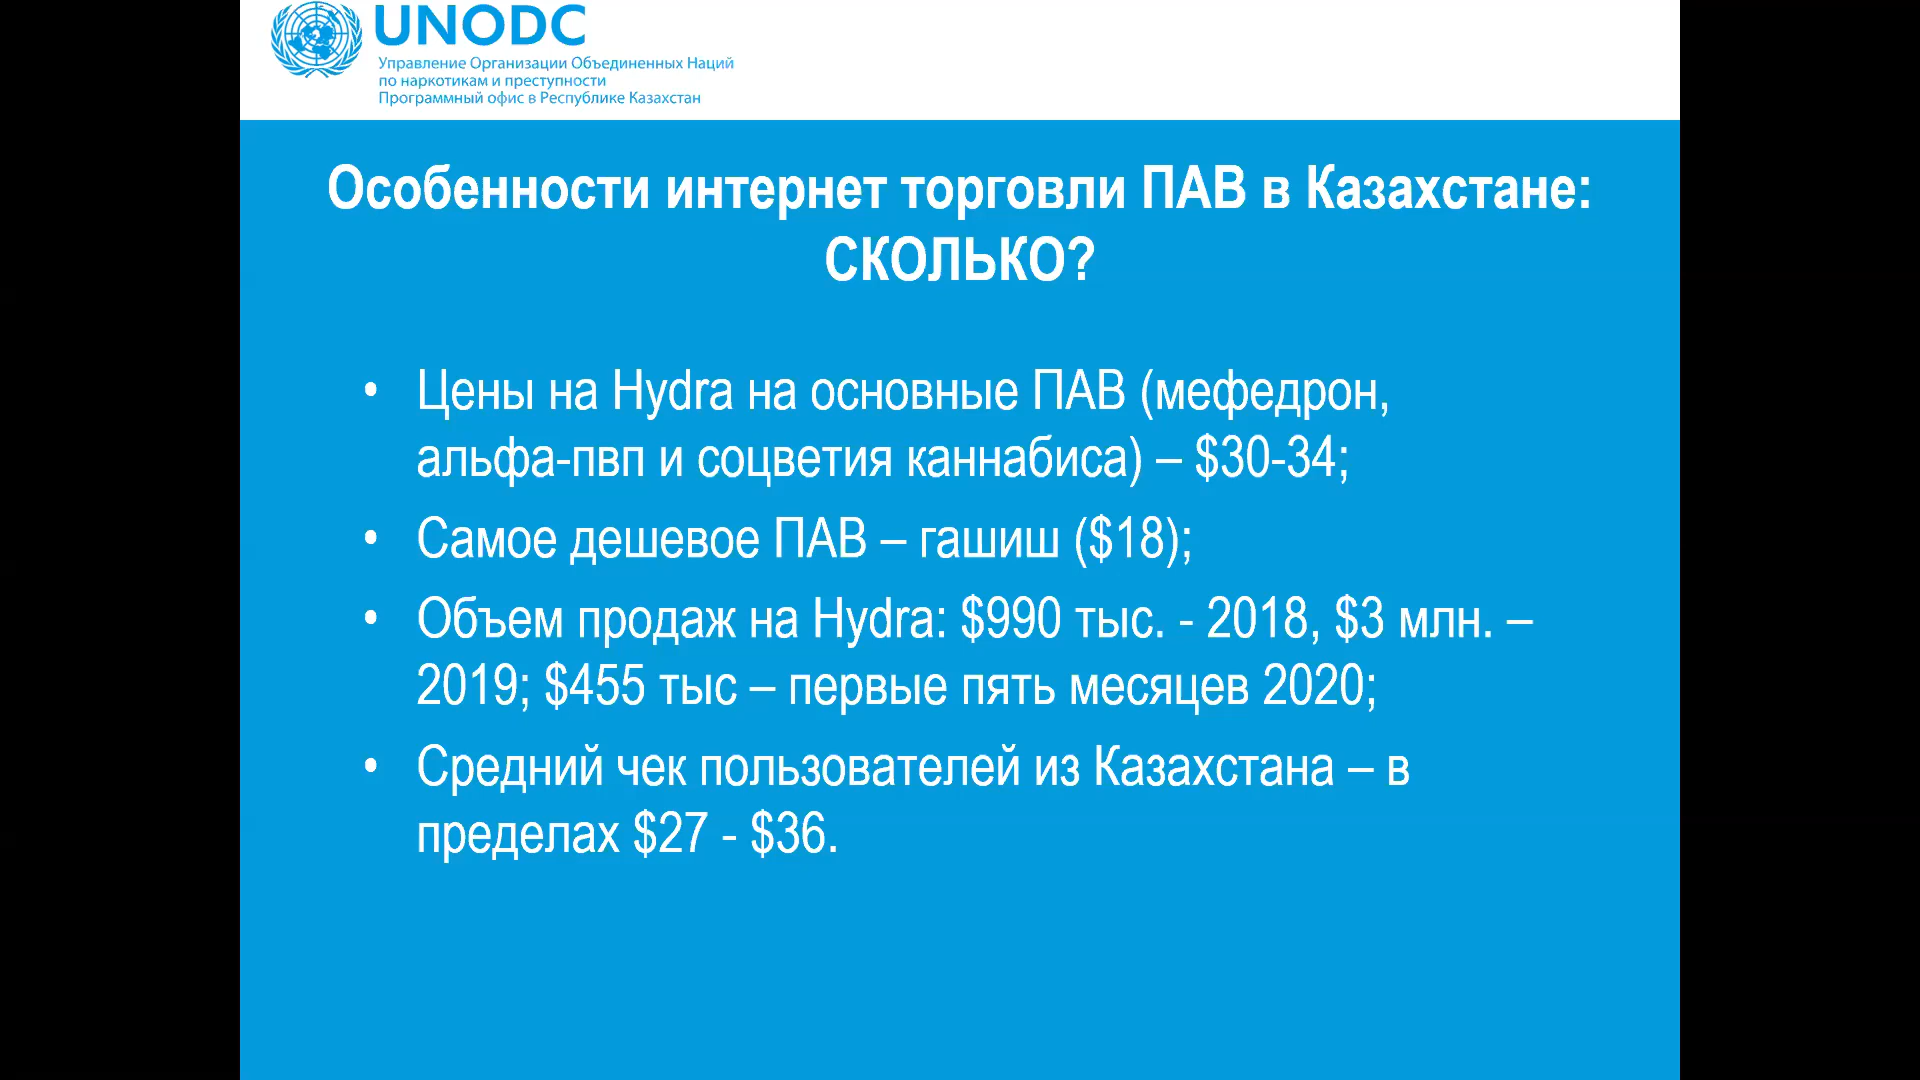 UNODC
Управление Организации Объединенных Наций
по наркотикам и преступности
Программный офис в Республике Казахстан
Особенности интернет торговли ПАВ в Казахстане:
СКОЛЬКО?
• Цены на Hydra на основные ПАВ (мефедрон,
альфа-пвп и соцветия каннабиса) – $30-34;
• Самое дешевое ПАВ – гашиш ($18);
• Объем продаж на Hydra: $990 тыс. - 2018, $3 млн. –
2019; $455 тыс – первые пять месяцев 2020;
• Средний чек пользователей из Казахстана – в
пределах $27 - $36.